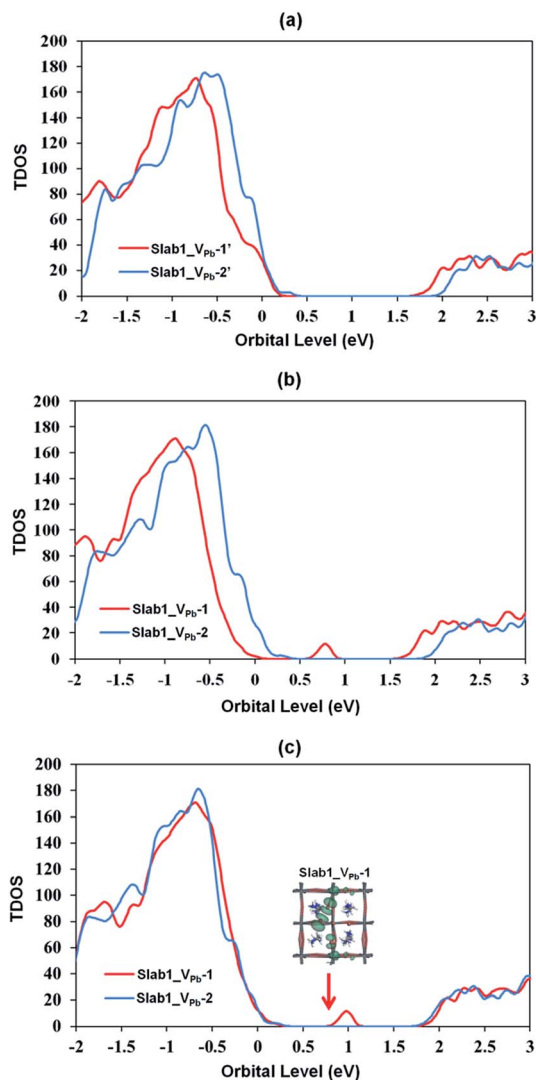 (a)
200
180
160
140
120
100
80
60
40
20
0
TDOS
Slab1_VPb-1’
Slab1_VPb-2’
-2 -1.5 -1 -0.5 0 0.5 1 1.5 2 2.5 3
Orbital Level (eV)
(b)
200
180
160
140
120
100
80
60
40
20
0
TDOS
Slab1_VPb-1
Slab1_VPb-2
-2 -1.5 -1 -0.5 0 0.5 1 1.5 2 2.5 3
Orbital Level (eV)
(c)
200
180
160
140
120
100
80
60
40
20
0
TDOS
Slab1_VPb-1
Slab1_VPb-1
Slab1_VPb-2
-2 -1.5 -1 -0.5 0 0.5 1 1.5 2 2.5 3
Orbital Level (eV)